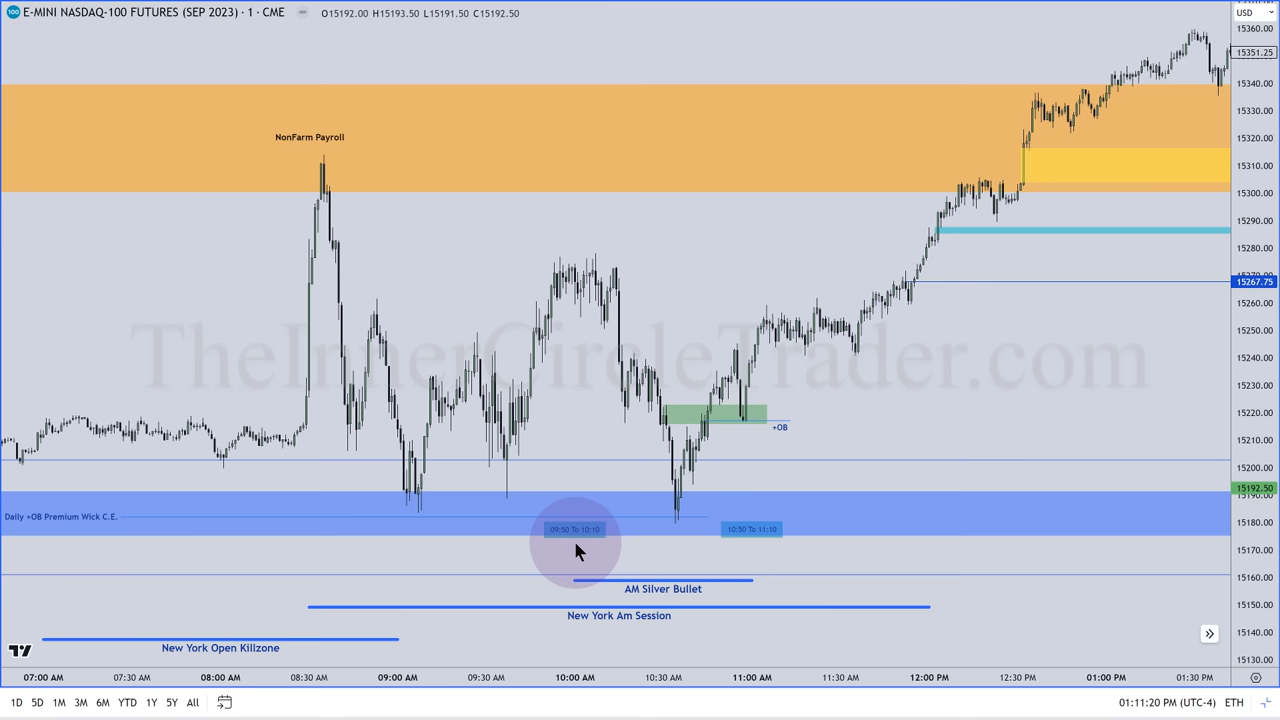 E-MINI NASDAQ-100 FUTURES (SEP 2023) · 1 · CME
O15192.00 H15193.50 L15191.50 C15192.50
USD
15360.00
15351.25
15340.00
15330.00
15320.00
15310.00
15300.00
15290.00
15280.00
15267.75
15260.00
15250.00
15240.00
15230.00
15220.00
15210.00
15200.00
15192.50
15180.00
15170.00
15160.00
15150.00
15140.00
15130.00
NonFarm Payroll
TheInnerCircleTrader.com
+OB
Daily +OB Premium Wick C.E.
09:50 To 10:10
10:50 To 11:10
AM Silver Bullet
New York Am Session
New York Open Killzone
07:00 AM 07:30 AM 08:00 AM 08:30 AM 09:00 AM 09:30 AM 10:00 AM 10:30 AM 11:00 AM 11:30 AM 12:00 PM 12:30 PM 01:00 PM 01:30 PM
1D 5D 1M 3M 6M YTD 1Y 5Y All
01:11:20 PM (UTC-4) ETH